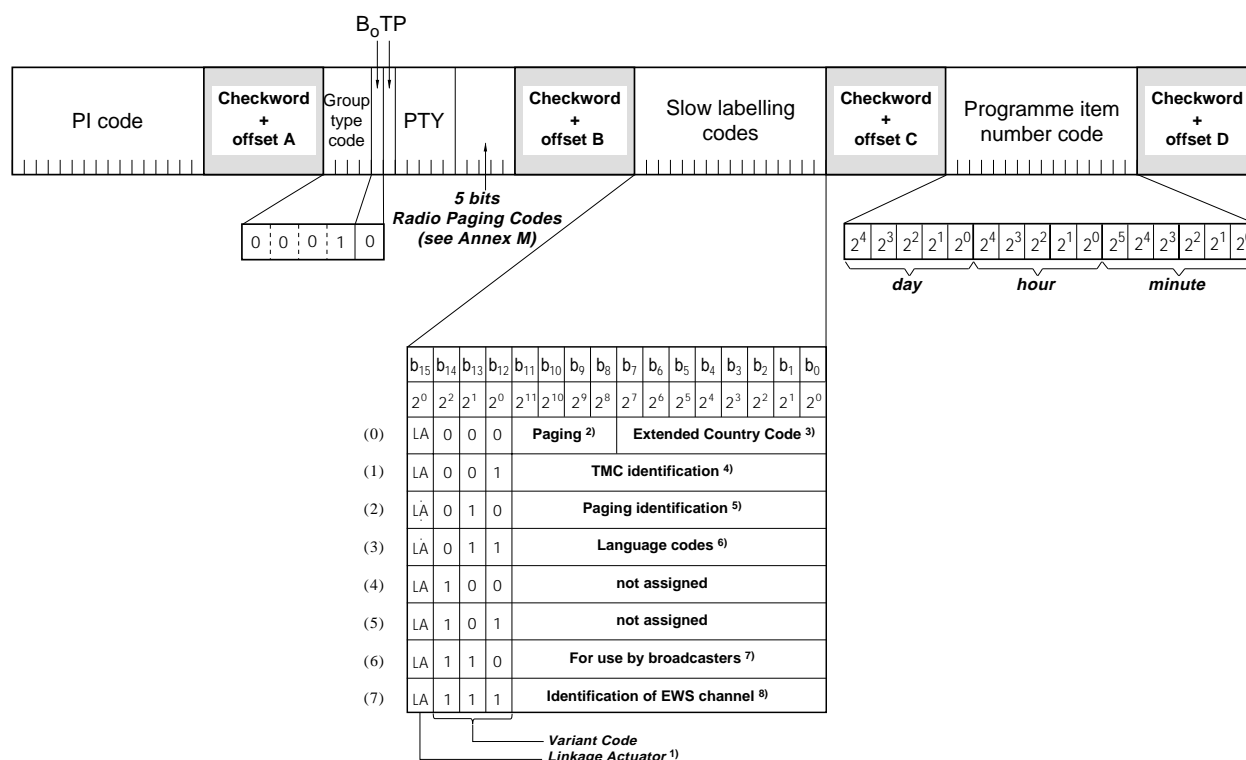 BₒTP
PI code
Checkword + offset A
Group type code
PTY
Checkword + offset B
Slow labelling codes
Checkword + offset C
Programme item number code
Checkword + offset D
5 bits
Radio Paging Codes
(see Annex M)
0 0 0 1 0
2⁴ 2³ 2² 2¹ 2⁰ 2⁴ 2³ 2² 2¹ 2⁰ 2⁵ 2⁴ 2³ 2² 2¹
day hour minute
b₁₅ b₁₄ b₁₃ b₁₂ b₁₁ b₁₀ b₉ b₈ b₇ b₆ b₅ b₄ b₃ b₂ b₁ b₀
2⁰ 2² 2¹ 2⁰ 2¹¹ 2¹⁰ 2⁹ 2⁸ 2⁷ 2⁶ 2⁵ 2⁴ 2³ 2² 2¹ 2⁰
(0) LA 0 0 0 Paging ²⁾ Extended Country Code ³⁾
(1) LA 0 0 1 TMC identification ⁴⁾
(2) LA 0 1 0 Paging identification ⁵⁾
(3) LA 0 1 1 Language codes ⁶⁾
(4) LA 1 0 0 not assigned
(5) LA 1 0 1 not assigned
(6) LA 1 1 0 For use by broadcasters ⁷⁾
(7) LA 1 1 1 Identification of EWS channel ⁸⁾
Variant Code
Linkage Actuator ¹⁾